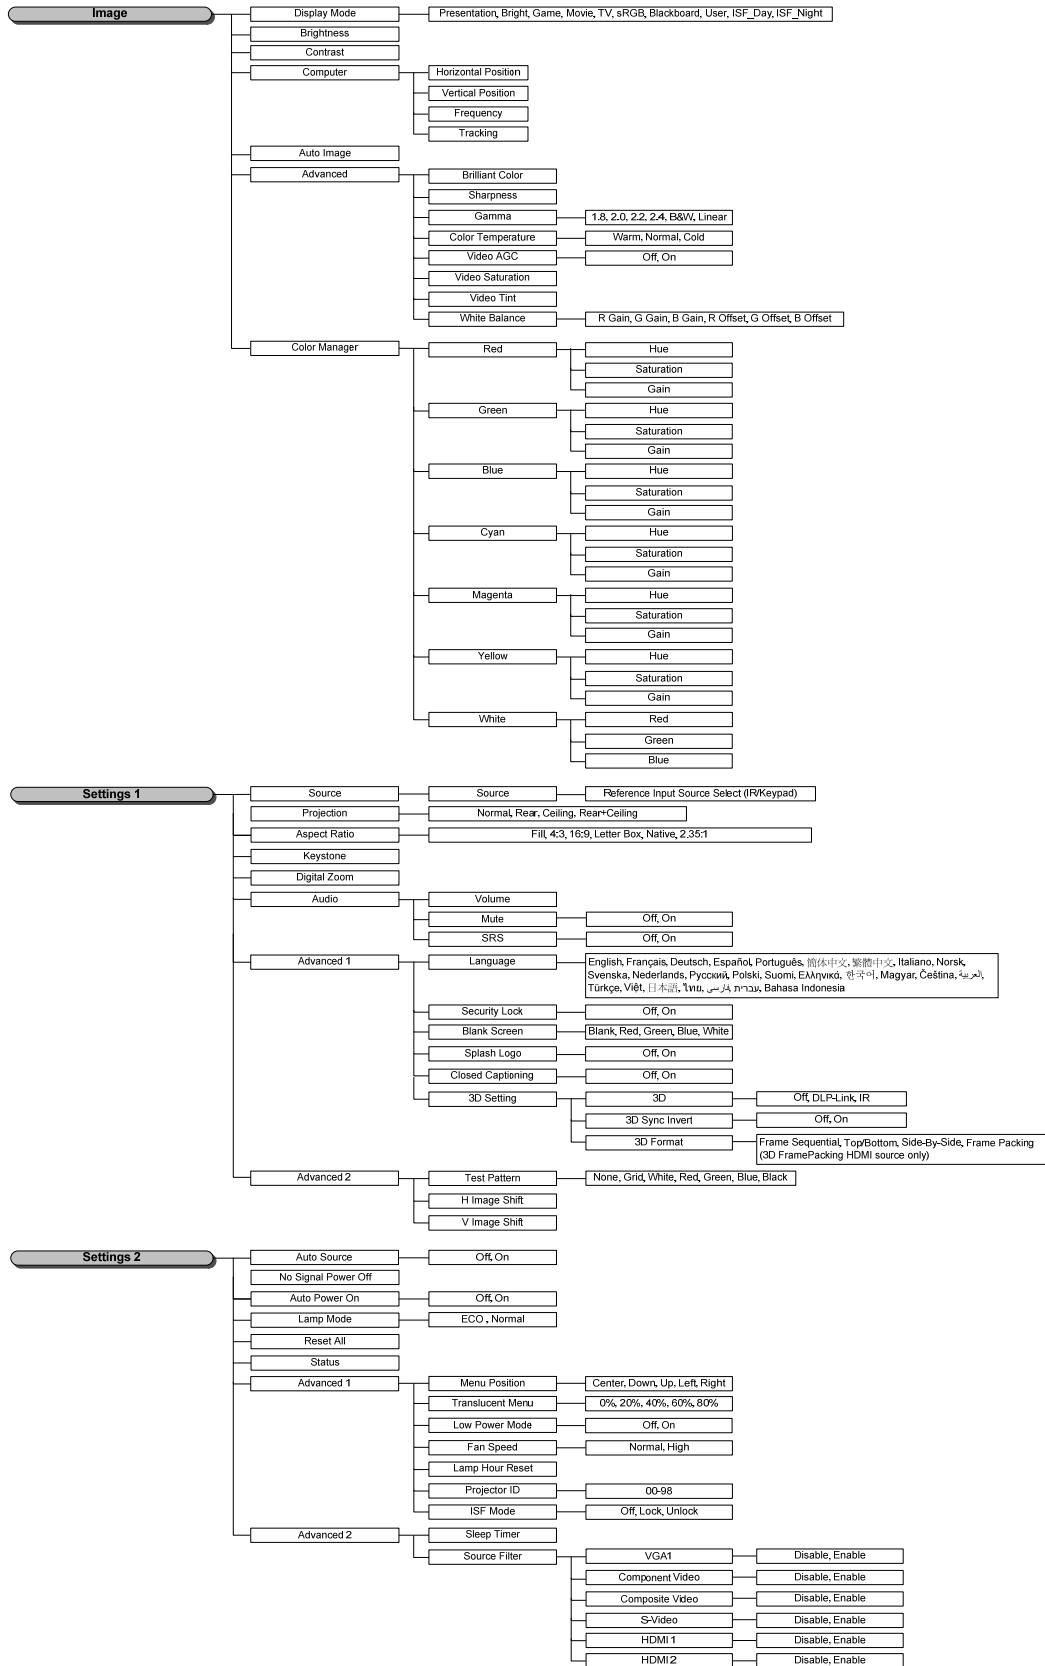 Image
Display Mode
Presentation, Bright, Game, Movie, TV, sRGB, Blackboard, User, ISF_Day, ISF_Night
Brightness
Contrast
Computer
Horizontal Position
Vertical Position
Frequency
Tracking
Auto Image
Advanced
Brilliant Color
Sharpness
Gamma
1.8, 2.0, 2.2, 2.4, B&W, Linear
Color Temperature
Warm, Normal, Cold
Video AGC
Off, On
Video Saturation
Video Tint
White Balance
R Gain, G Gain, B Gain, R Offset, G Offset, B Offset
Color Manager
Red
Hue
Saturation
Gain
Green
Hue
Saturation
Gain
Blue
Hue
Saturation
Gain
Cyan
Hue
Saturation
Gain
Magenta
Hue
Saturation
Gain
Yellow
Hue
Saturation
Gain
White
Red
Green
Blue
Settings 1
Source
Source
Reference Input Source Select (IR/Keypad)
Projection
Normal, Rear, Ceiling, Rear+Ceiling
Aspect Ratio
Fill, 4:3, 16:9, Letter Box, Native, 2.35:1
Keystone
Digital Zoom
Audio
Volume
Mute
Off, On
SRS
Off, On
Advanced 1
Language
English, Français, Deutsch, Español, Português, 簡体中文, 繁體中文, Italiano, Norsk,
Svenska, Nederlands, Русский, Polski, Suomi, Ελληνικά, 한국어, Magyar, Čeština, العربية,
Türkçe, Việt, 日本語, ไทย, فارسی, עברית, Bahasa Indonesia
Security Lock
Off, On
Blank Screen
Blank, Red, Green, Blue, White
Splash Logo
Off, On
Closed Captioning
Off, On
3D Setting
3D
Off, DLP-Link, IR
3D Sync Invert
Off, On
3D Format
Frame Sequential, Top/Bottom, Side-By-Side, Frame Packing
(3D FramePacking HDMI source only)
Advanced 2
Test Pattern
None, Grid, White, Red, Green, Blue, Black
H Image Shift
V Image Shift
Settings 2
Auto Source
Off, On
No Signal Power Off
Auto Power On
Off, On
Lamp Mode
ECO , Normal
Reset All
Status
Advanced 1
Menu Position
Center, Down, Up, Left, Right
Translucent Menu
0%, 20%, 40%, 60%, 80%
Low Power Mode
Off, On
Fan Speed
Normal, High
Lamp Hour Reset
Projector ID
00-98
ISF Mode
Off, Lock, Unlock
Advanced 2
Sleep Timer
Source Filter
VGA1
Disable, Enable
Component Video
Disable, Enable
Composite Video
Disable, Enable
S-Video
Disable, Enable
HDMI 1
Disable, Enable
HDMI 2
Disable, Enable